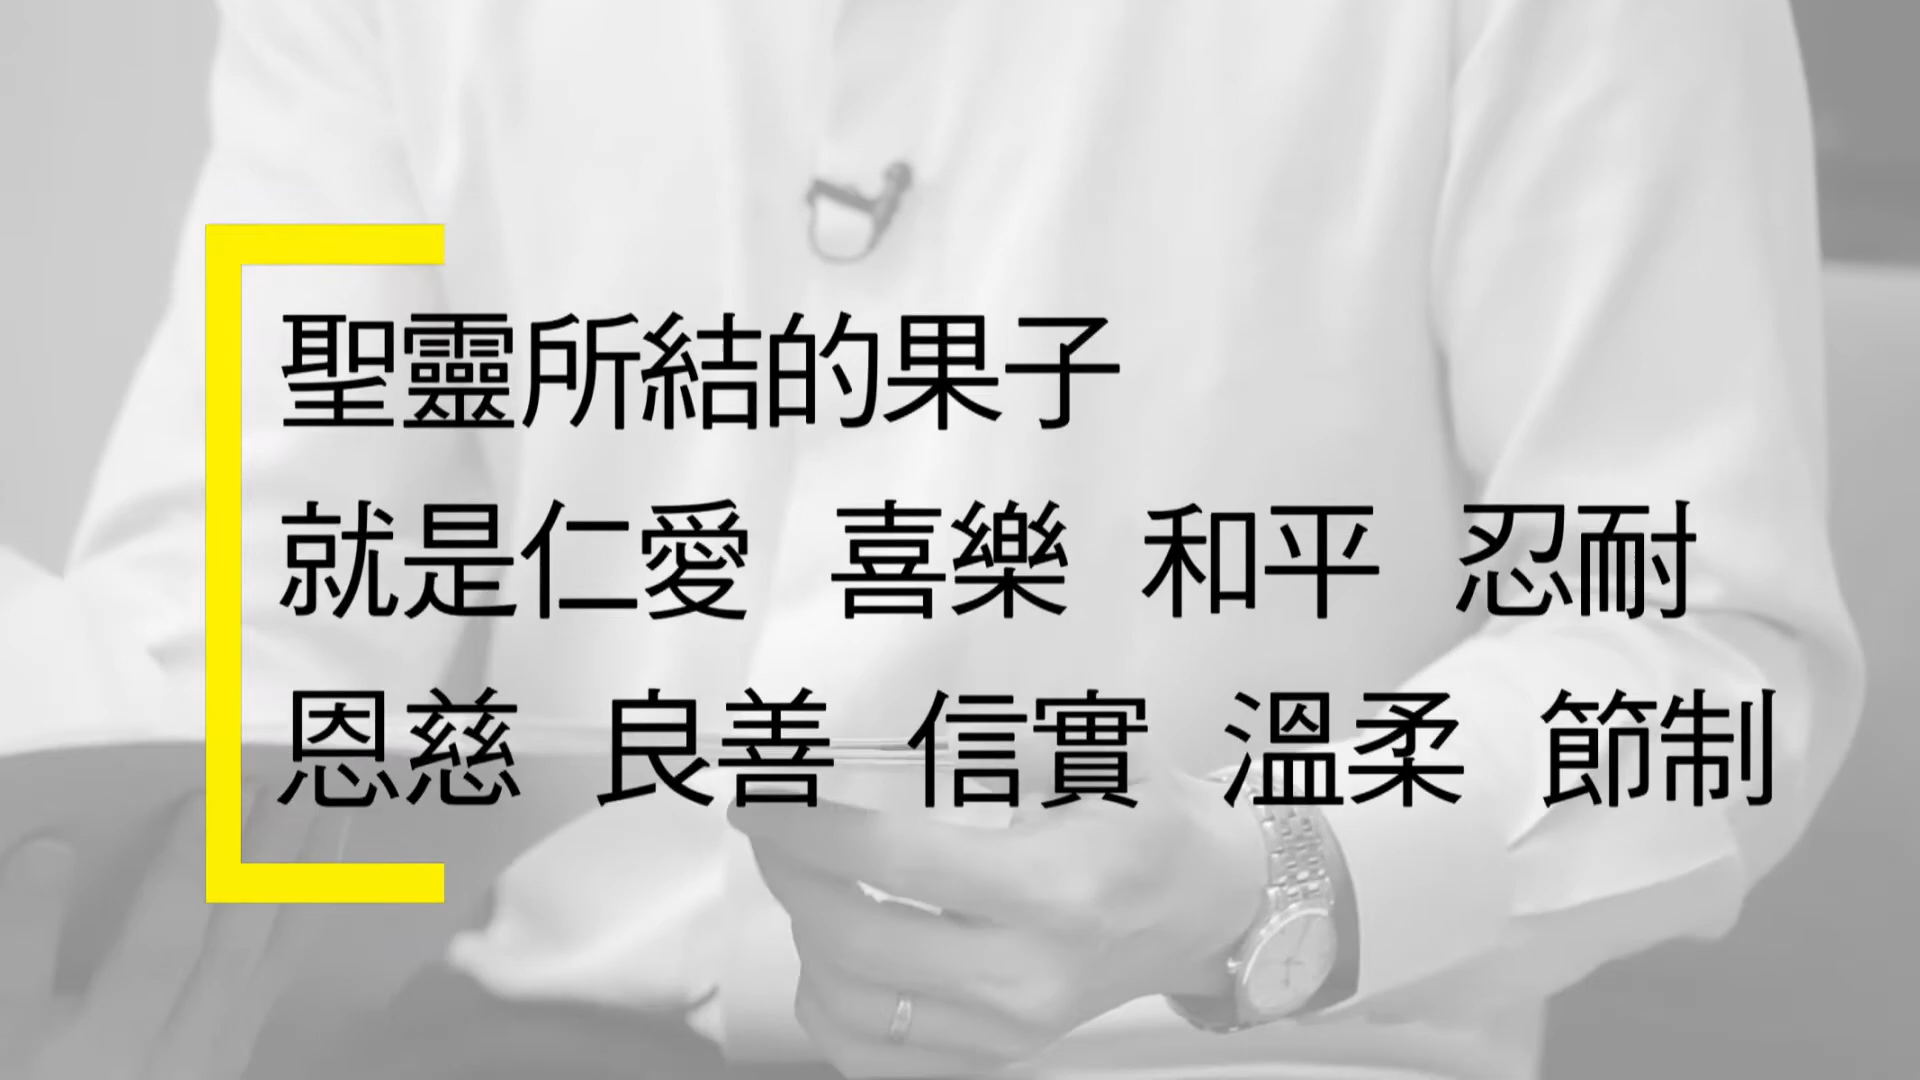 聖靈所結的果子
就是仁愛 喜樂 和平 忍耐
恩慈 良善 信實 溫柔 節制